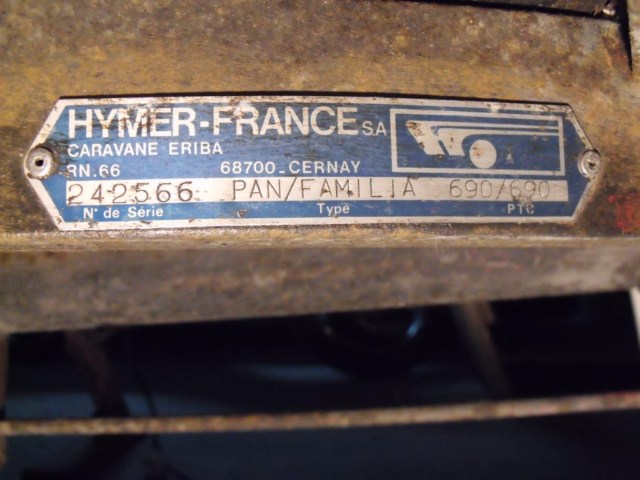 HYMER-FRANCE S.A
CARAVANE ERIBA
RN.66 68700_CERNAY
242566 PAN/FAMILIA 690/690
N° de Série Type PTC